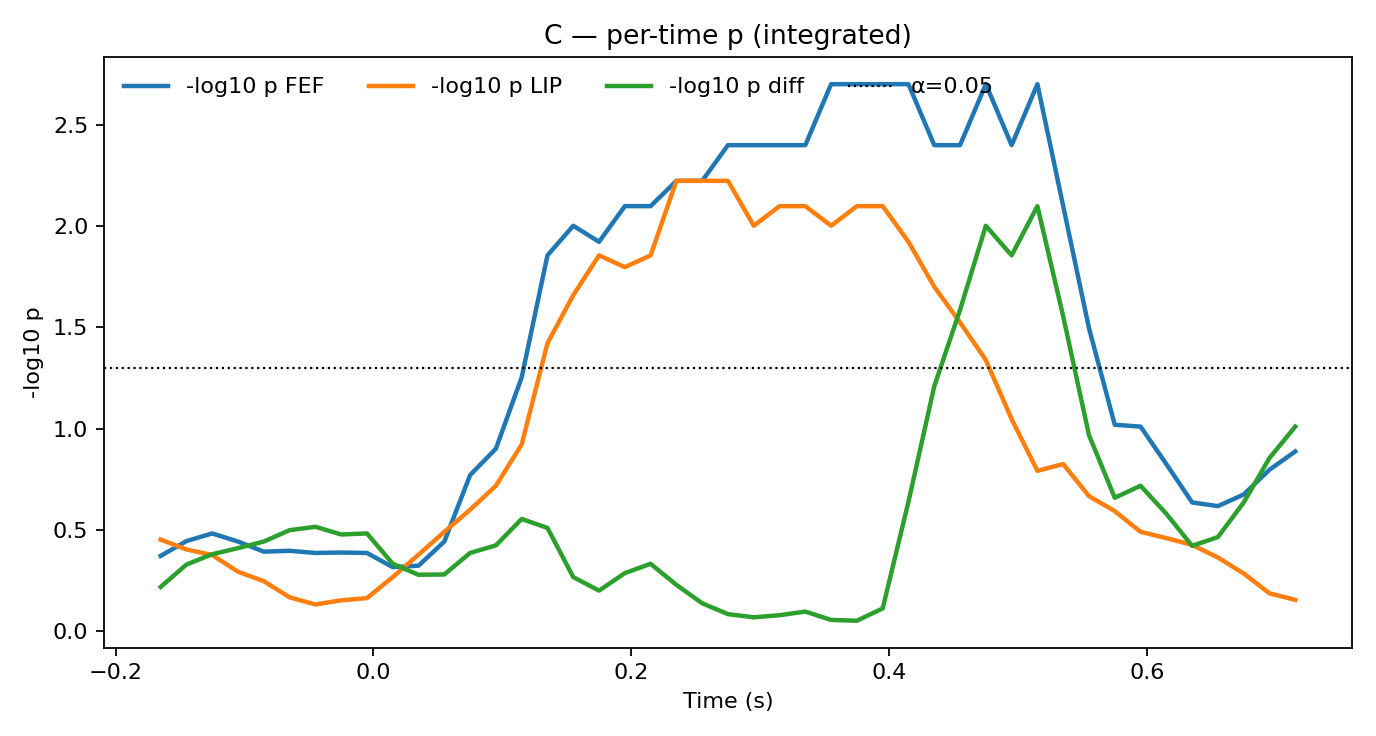 C — per-time p (integrated)
-log10 p FEF -log10 p LIP -log10 p diff α=0.05
-log10 p
2.5
2.0
1.5
1.0
0.5
0.0
−0.2 0.0 0.2 0.4 0.6
Time (s)